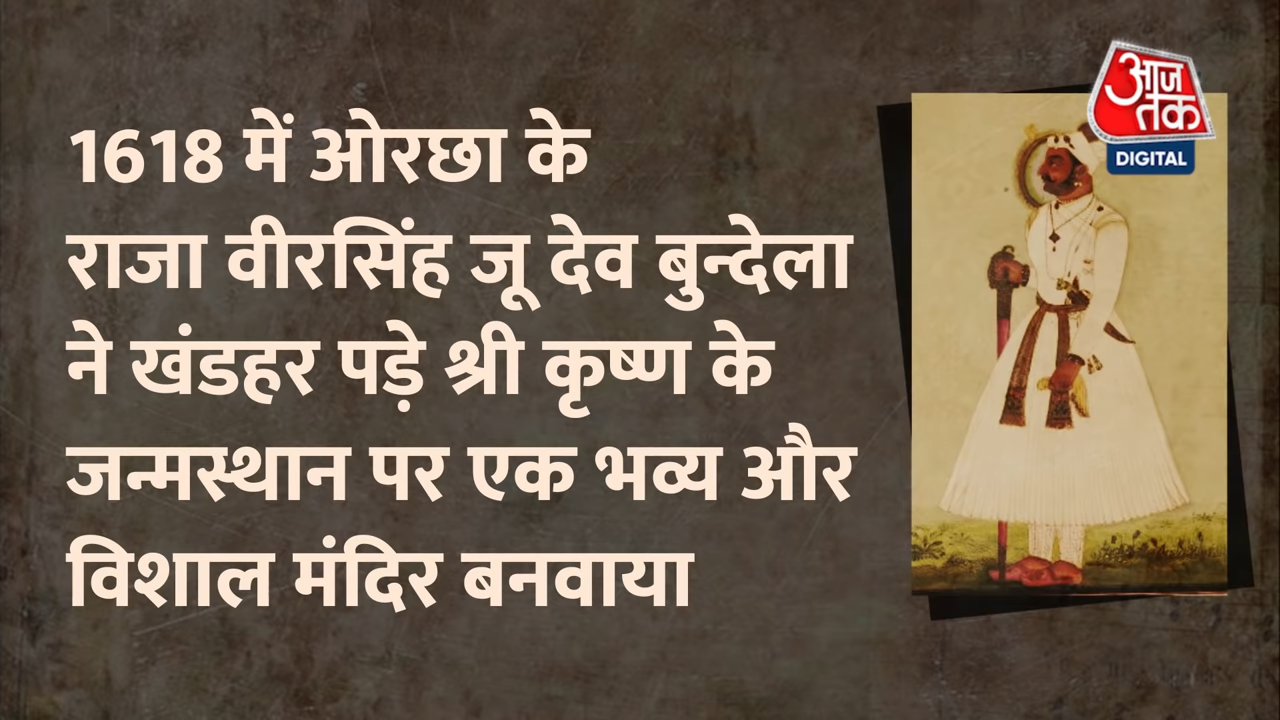 1618 में ओरछा के
राजा वीरसिंह जू देव बुन्देला
ने खंडहर पड़े श्री कृष्ण के
जन्मस्थान पर एक भव्य और
विशाल मंदिर बनवाया
आज
तक
DIGITAL